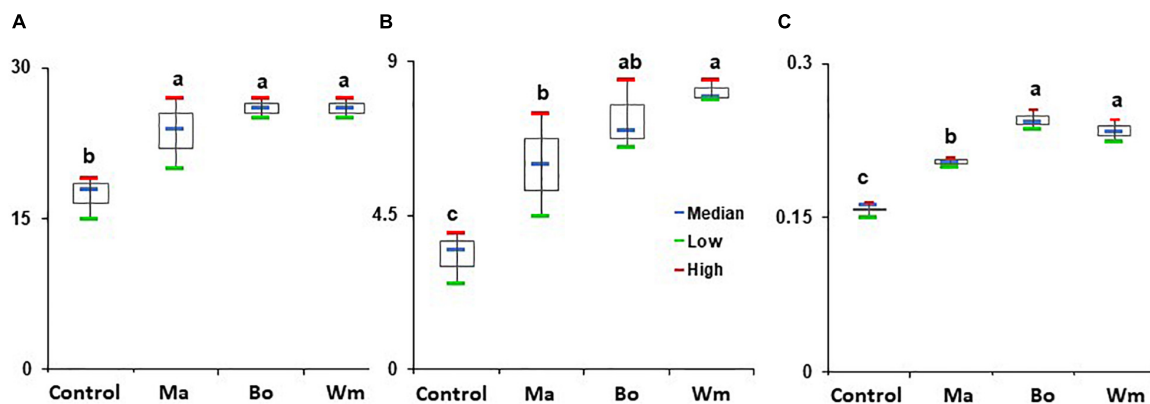 A
30
15
0
b
a
a
a
Control Ma Bo Wm
B
9
4.5
0
c
b
ab
a
Median
Low
High
Control Ma Bo Wm
C
0.3
0.15
0
c
b
a
a
Control Ma Bo Wm